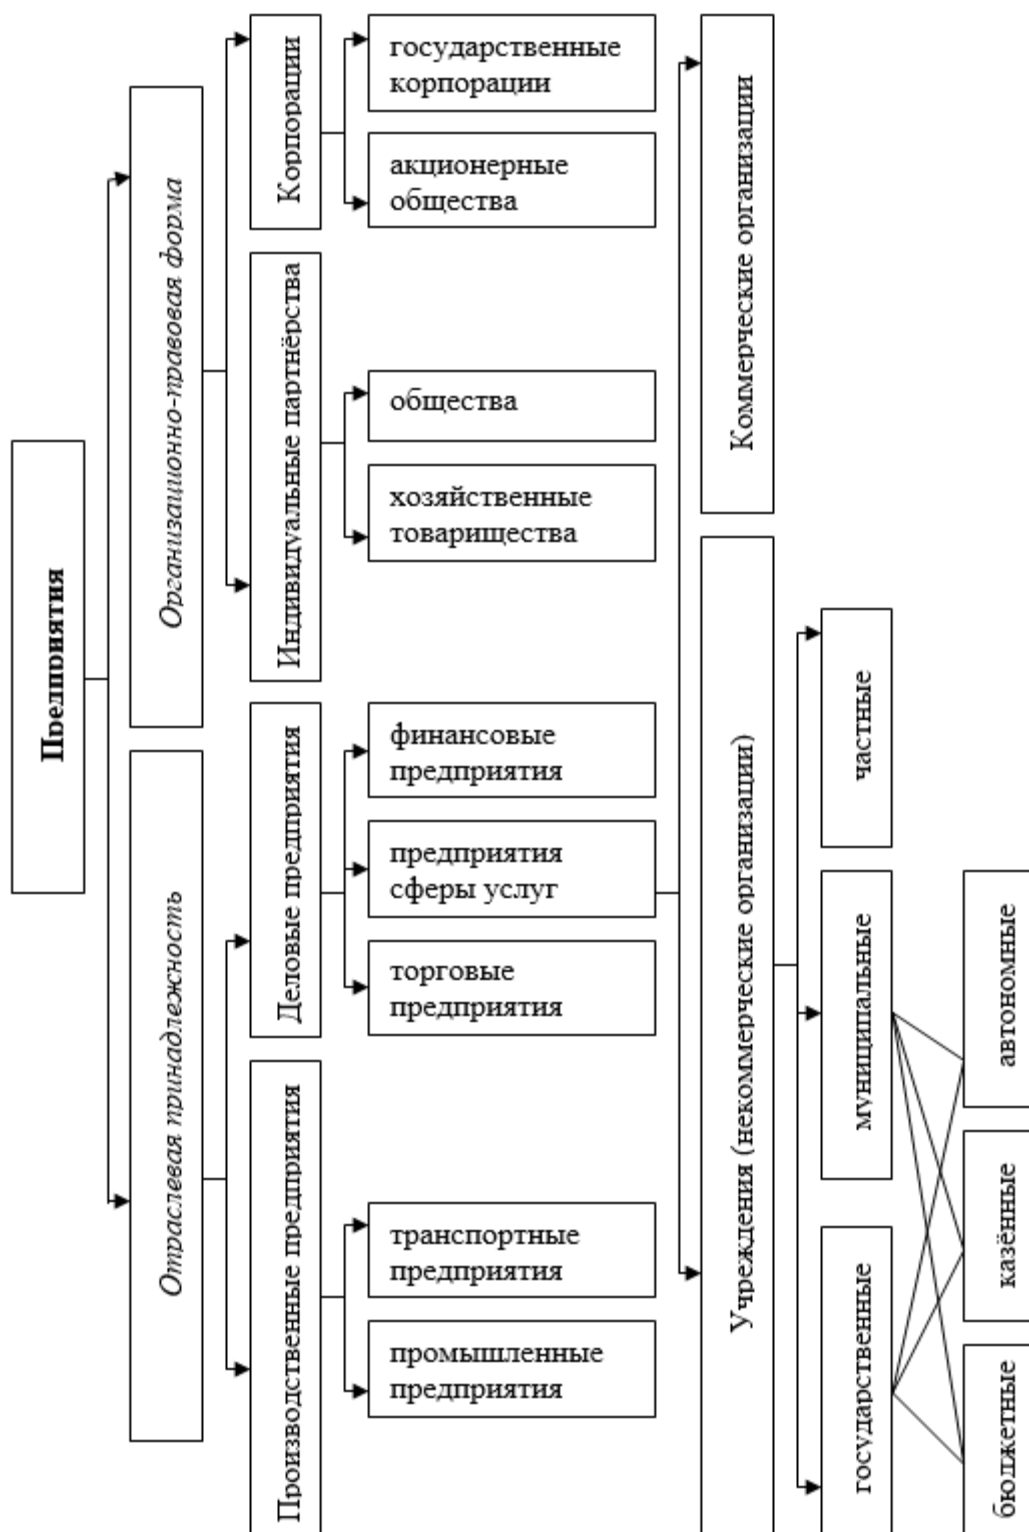 Предприятия
Отраслевая принадлежность
Организационно-правовая форма
Производственные предприятия
Деловые предприятия
Индивидуальные партнёрства
Корпорации
промышленные
предприятия
транспортные
предприятия
торговые
предприятия
предприятия
сферы услуг
финансовые
предприятия
хозяйственные
товарищества
общества
акционерные
общества
государственные
корпорации
Учреждения (некоммерческие организации)
Коммерческие организации
государственные
муниципальные
частные
бюджетные
казённые
автономные